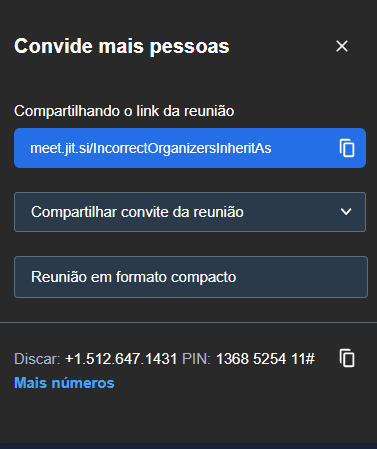 Convide mais pessoas
Compartilhando o link da reunião
meet.jit.si/IncorrectOrganizersInheritAs
Compartilhar convite da reunião
Reunião em formato compacto
Discar: +1.512.647.1431 PIN: 1368 5254 11#
Mais números